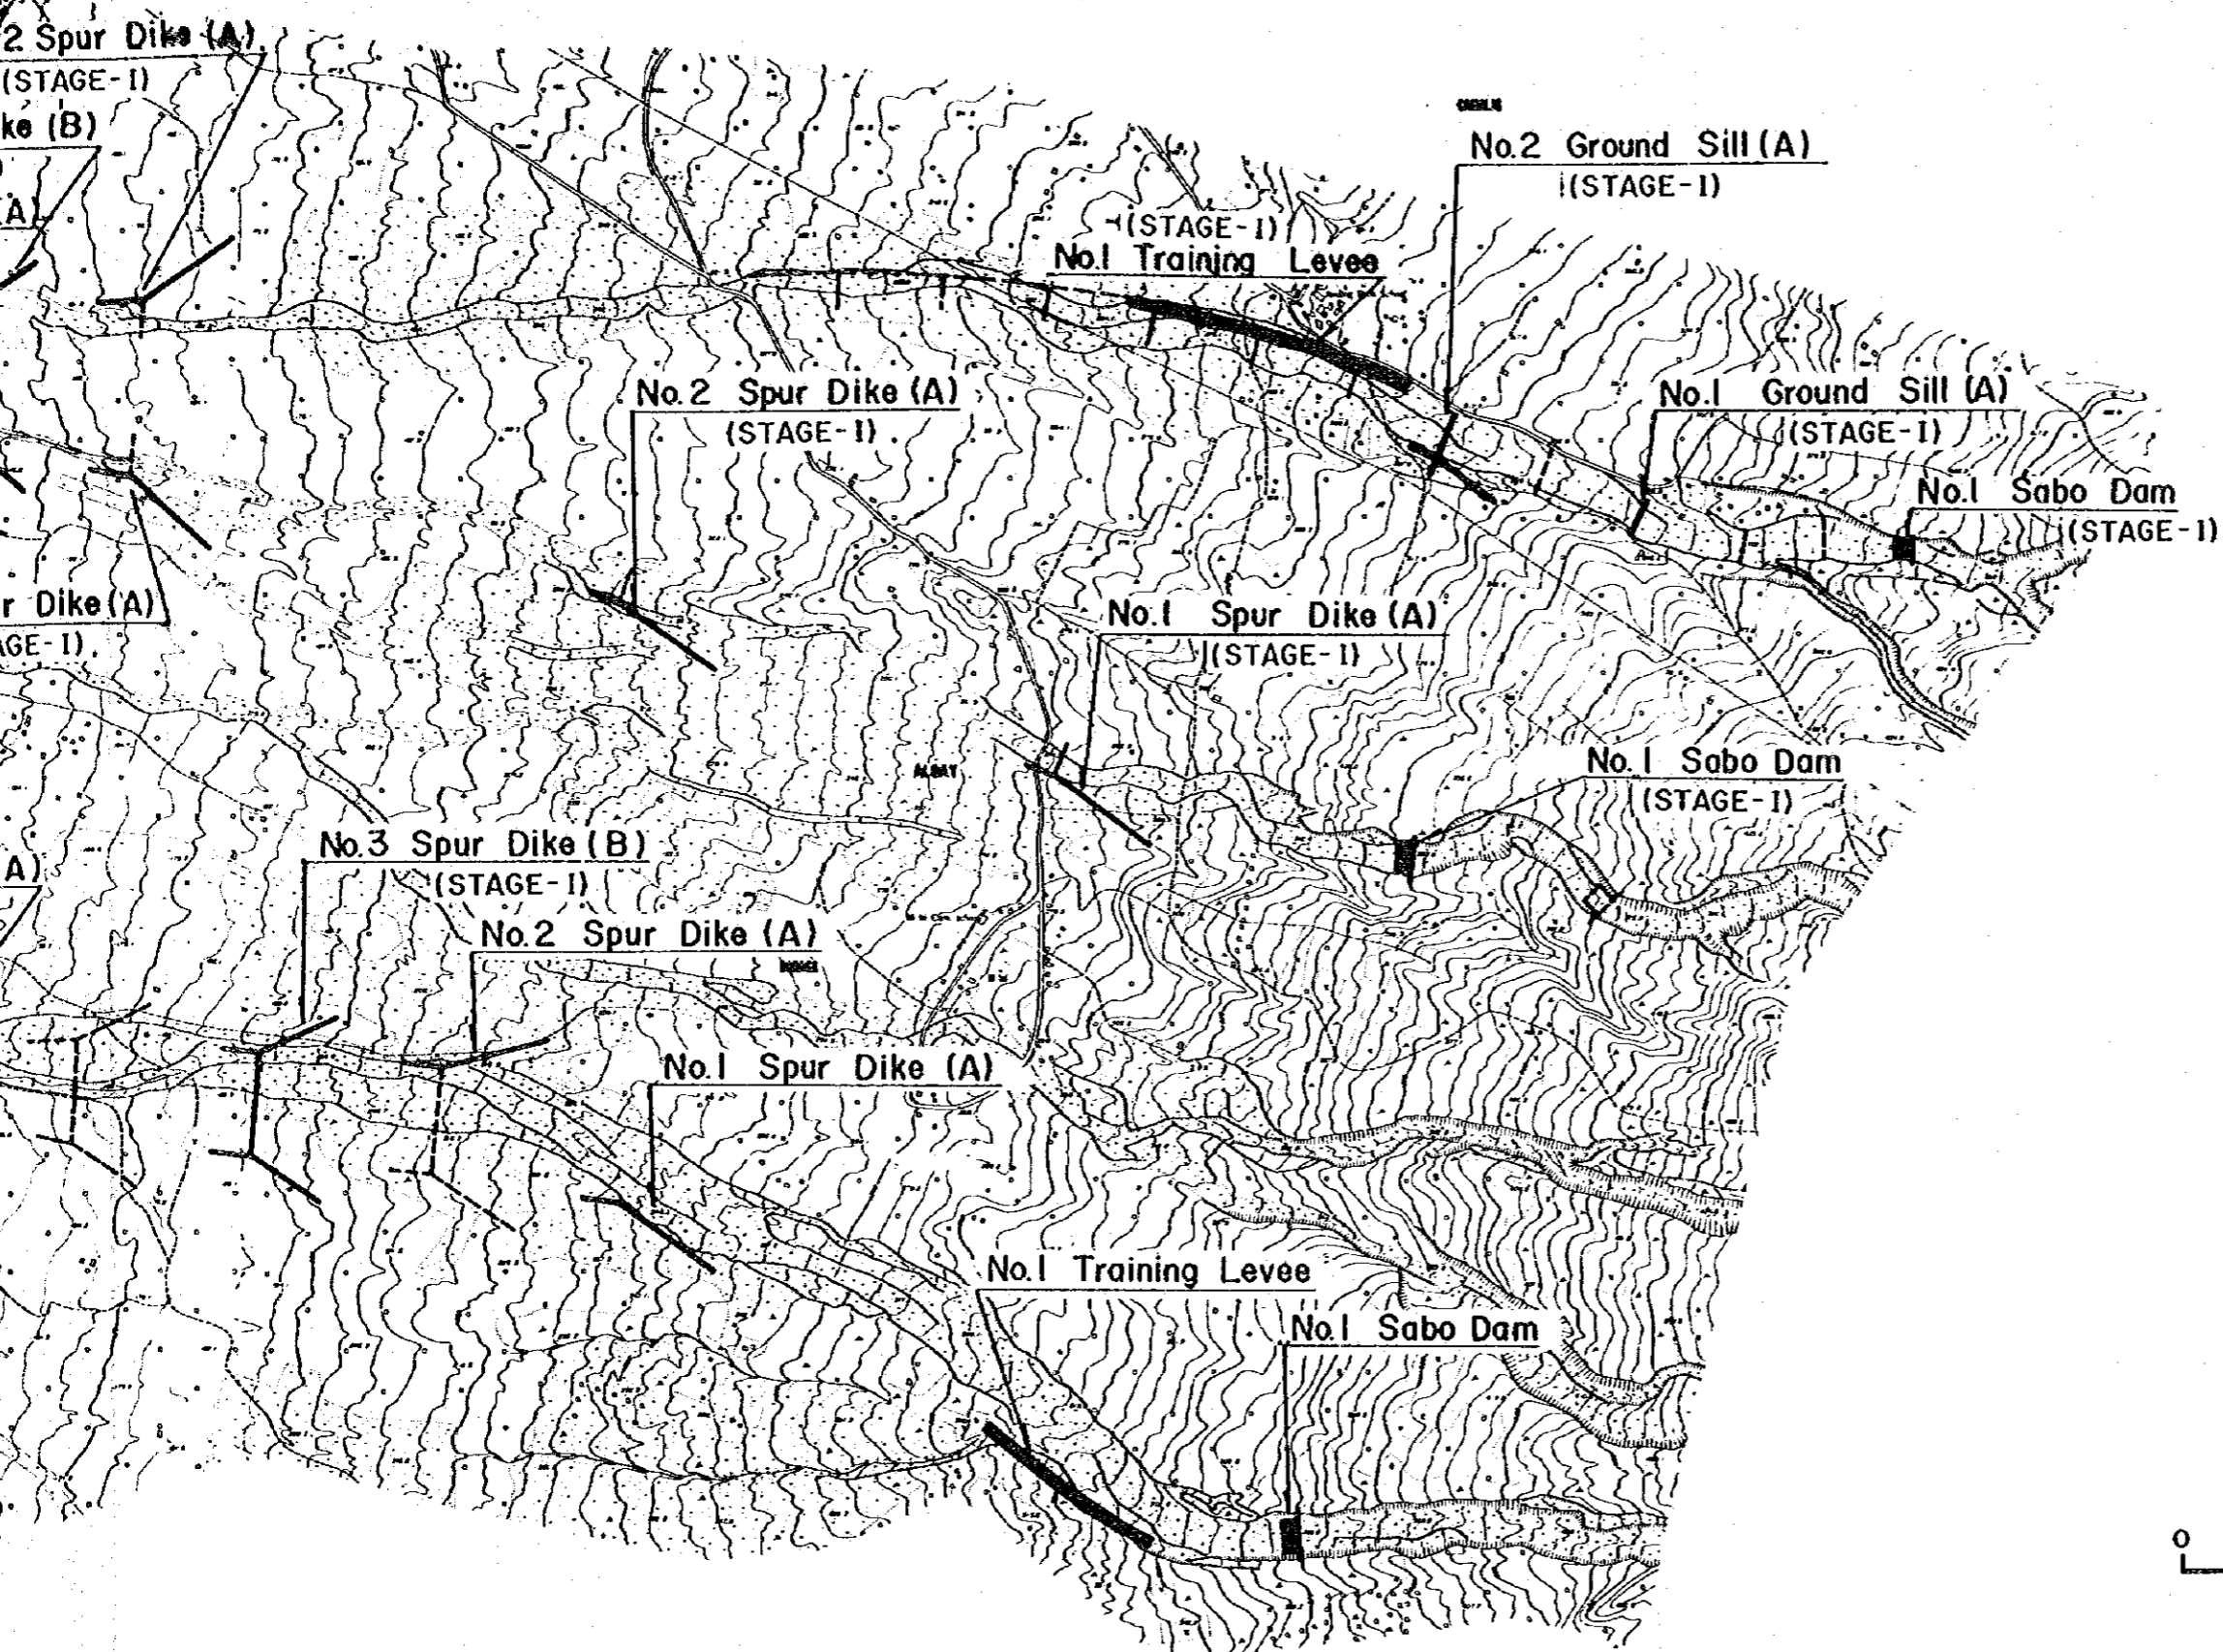 2 Spur Dike (A)
(STAGE-I)
ke (B)
A)
No.2 Ground Sill (A)
(STAGE-I)
(STAGE-I)
No.1 Training Levee
No.2 Spur Dike (A)
(STAGE-I)
No.1 Ground Sill (A)
(STAGE-I)
No.1 Sabo Dam
(STAGE-I)
r Dike (A)
AGE-I)
No.1 Spur Dike (A)
(STAGE-I)
No.1 Sabo Dam
(STAGE-I)
ALBAY
No.3 Spur Dike (B)
(STAGE-I)
A)
No.2 Spur Dike (A)
No.1 Spur Dike (A)
No.1 Training Levee
No.1 Sabo Dam
0